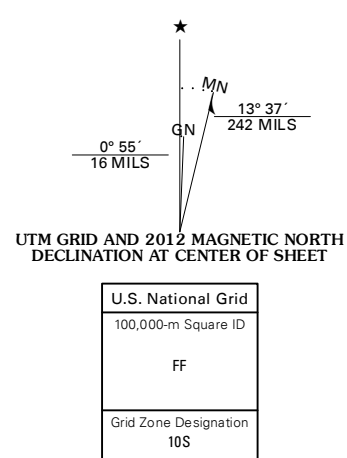 ★
MN
GN
13° 37´
242 MILS
0° 55´
16 MILS
UTM GRID AND 2012 MAGNETIC NORTH
DECLINATION AT CENTER OF SHEET
U.S. National Grid
100,000-m Square ID
FF
Grid Zone Designation
10S